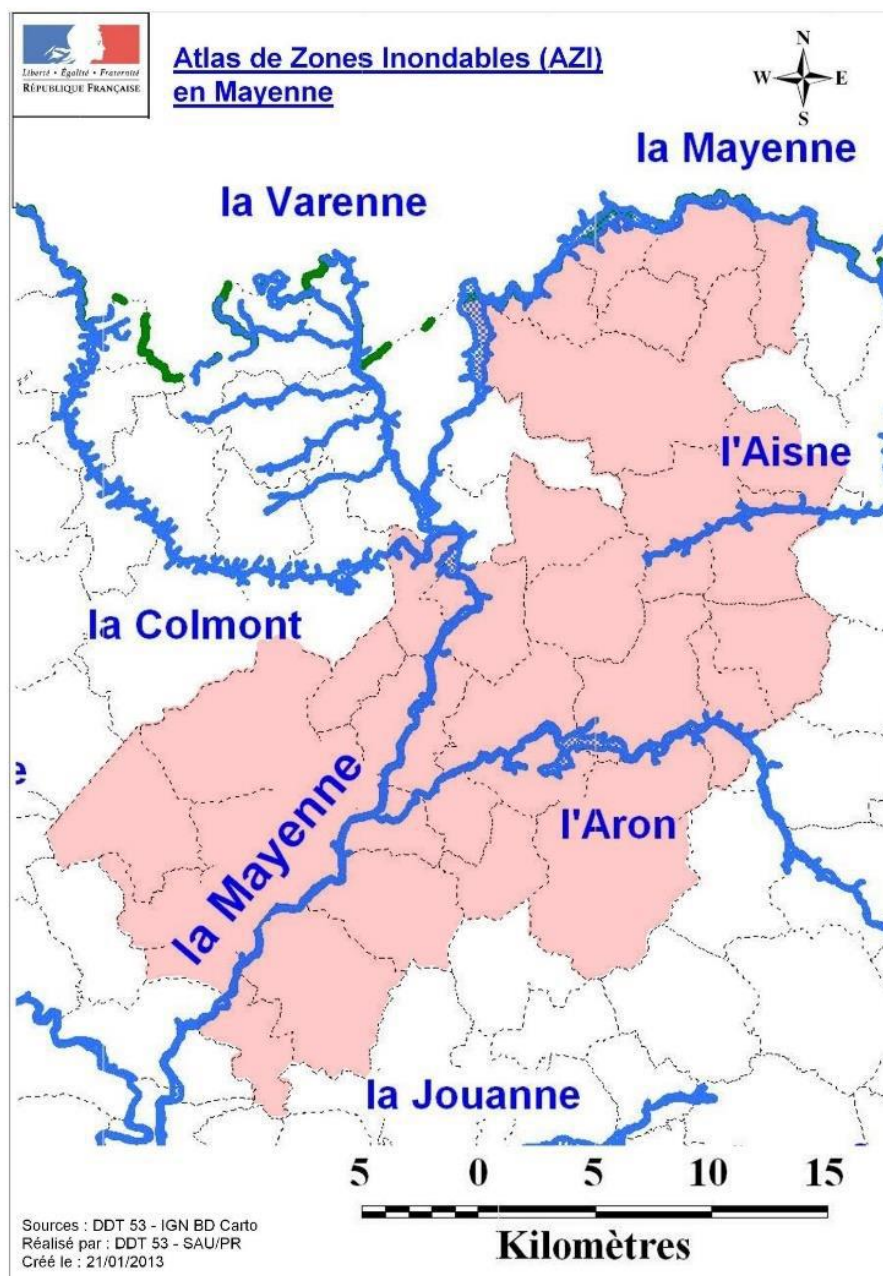 Liberté • Égalité • Fraternité
RÉPUBLIQUE FRANÇAISE
Atlas de Zones Inondables (AZI)
en Mayenne
N
W E
S
la Mayenne
la Varenne
l'Aisne
la Colmont
e
la Mayenne
l'Aron
la Jouanne
5 0 5 10 15
Kilomètres
Sources : DDT 53 - IGN BD Carto
Réalisé par : DDT 53 - SAU/PR
Créé le : 21/01/2013